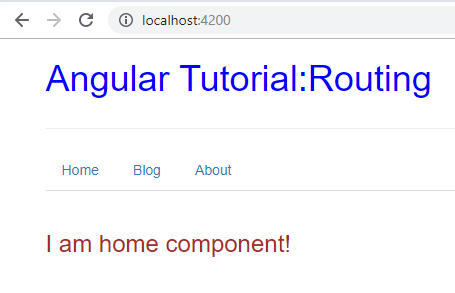 localhost:4200
Angular Tutorial:Routing
Home Blog About
I am home component!